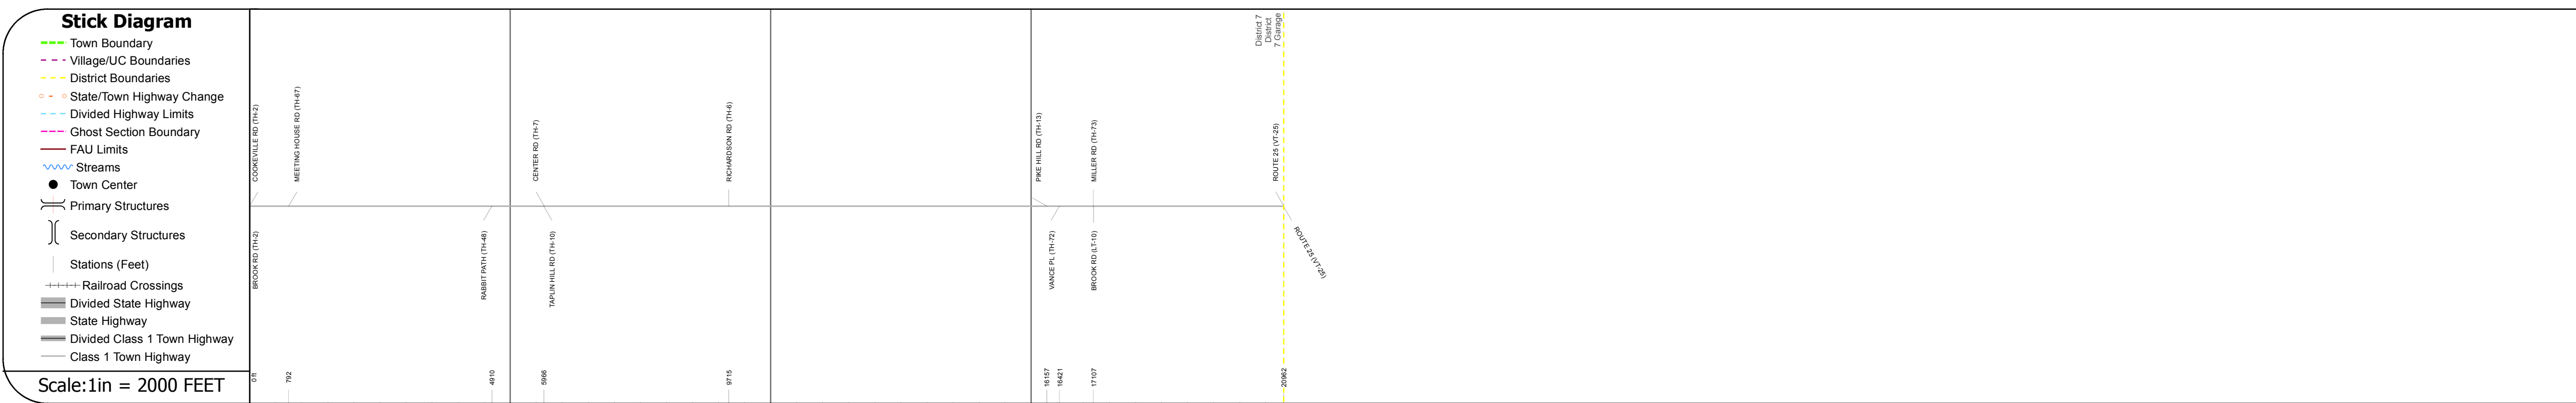 Stick Diagram
Town Boundary
Village/UC Boundaries
District Boundaries
State/Town Highway Change
Divided Highway Limits
Ghost Section Boundary
FAU Limits
Streams
Town Center
Primary Structures
Secondary Structures
Stations (Feet)
Railroad Crossings
Divided State Highway
State Highway
Divided Class 1 Town Highway
Class 1 Town Highway
Scale:1in = 2000 FEET
District 7
District
7 Garage
COOKEVILLE RD (TH-2)
MEETING HOUSE RD (TH-67)
CENTER RD (TH-7)
RICHARDSON RD (TH-6)
PIKE HILL RD (TH-13)
MILLER RD (TH-73)
ROUTE 25 (VT-25)
BROOK RD (TH-2)
RABBIT PATH (TH-48)
TAPLIN HILL RD (TH-10)
VANCE PL (TH-72)
BROOK RD (LT-10)
ROUTE 25 (VT-25)
0 ft
792
4910
5966
9715
16157
16421
17107
20962